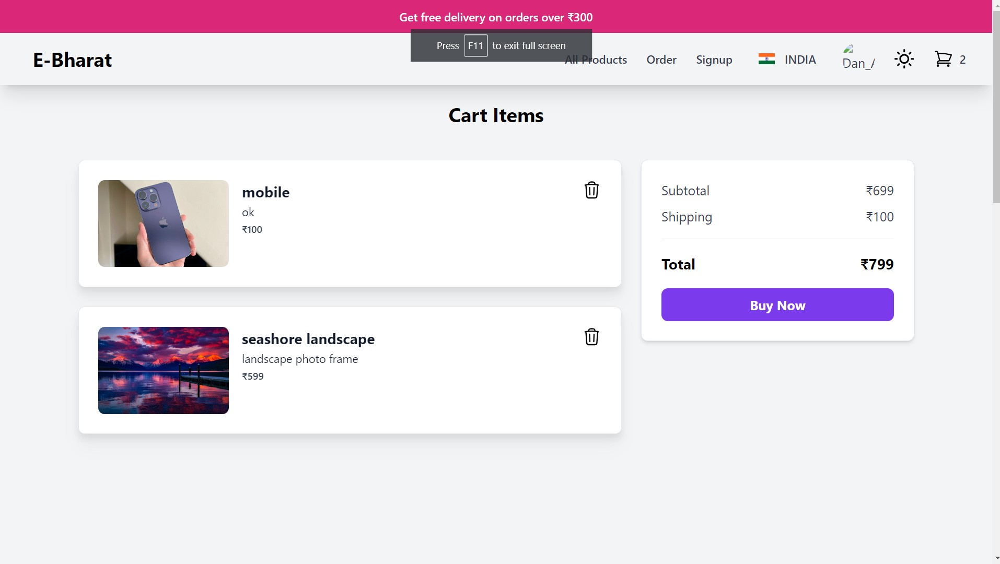 Get free delivery on orders over ₹300
Press F11 to exit full screen
E-Bharat
All Products
Order
Signup
INDIA
Dan_
2
Cart Items
mobile
ok
₹100
seashore landscape
landscape photo frame
₹599
Subtotal ₹699
Shipping ₹100
Total ₹799
Buy Now